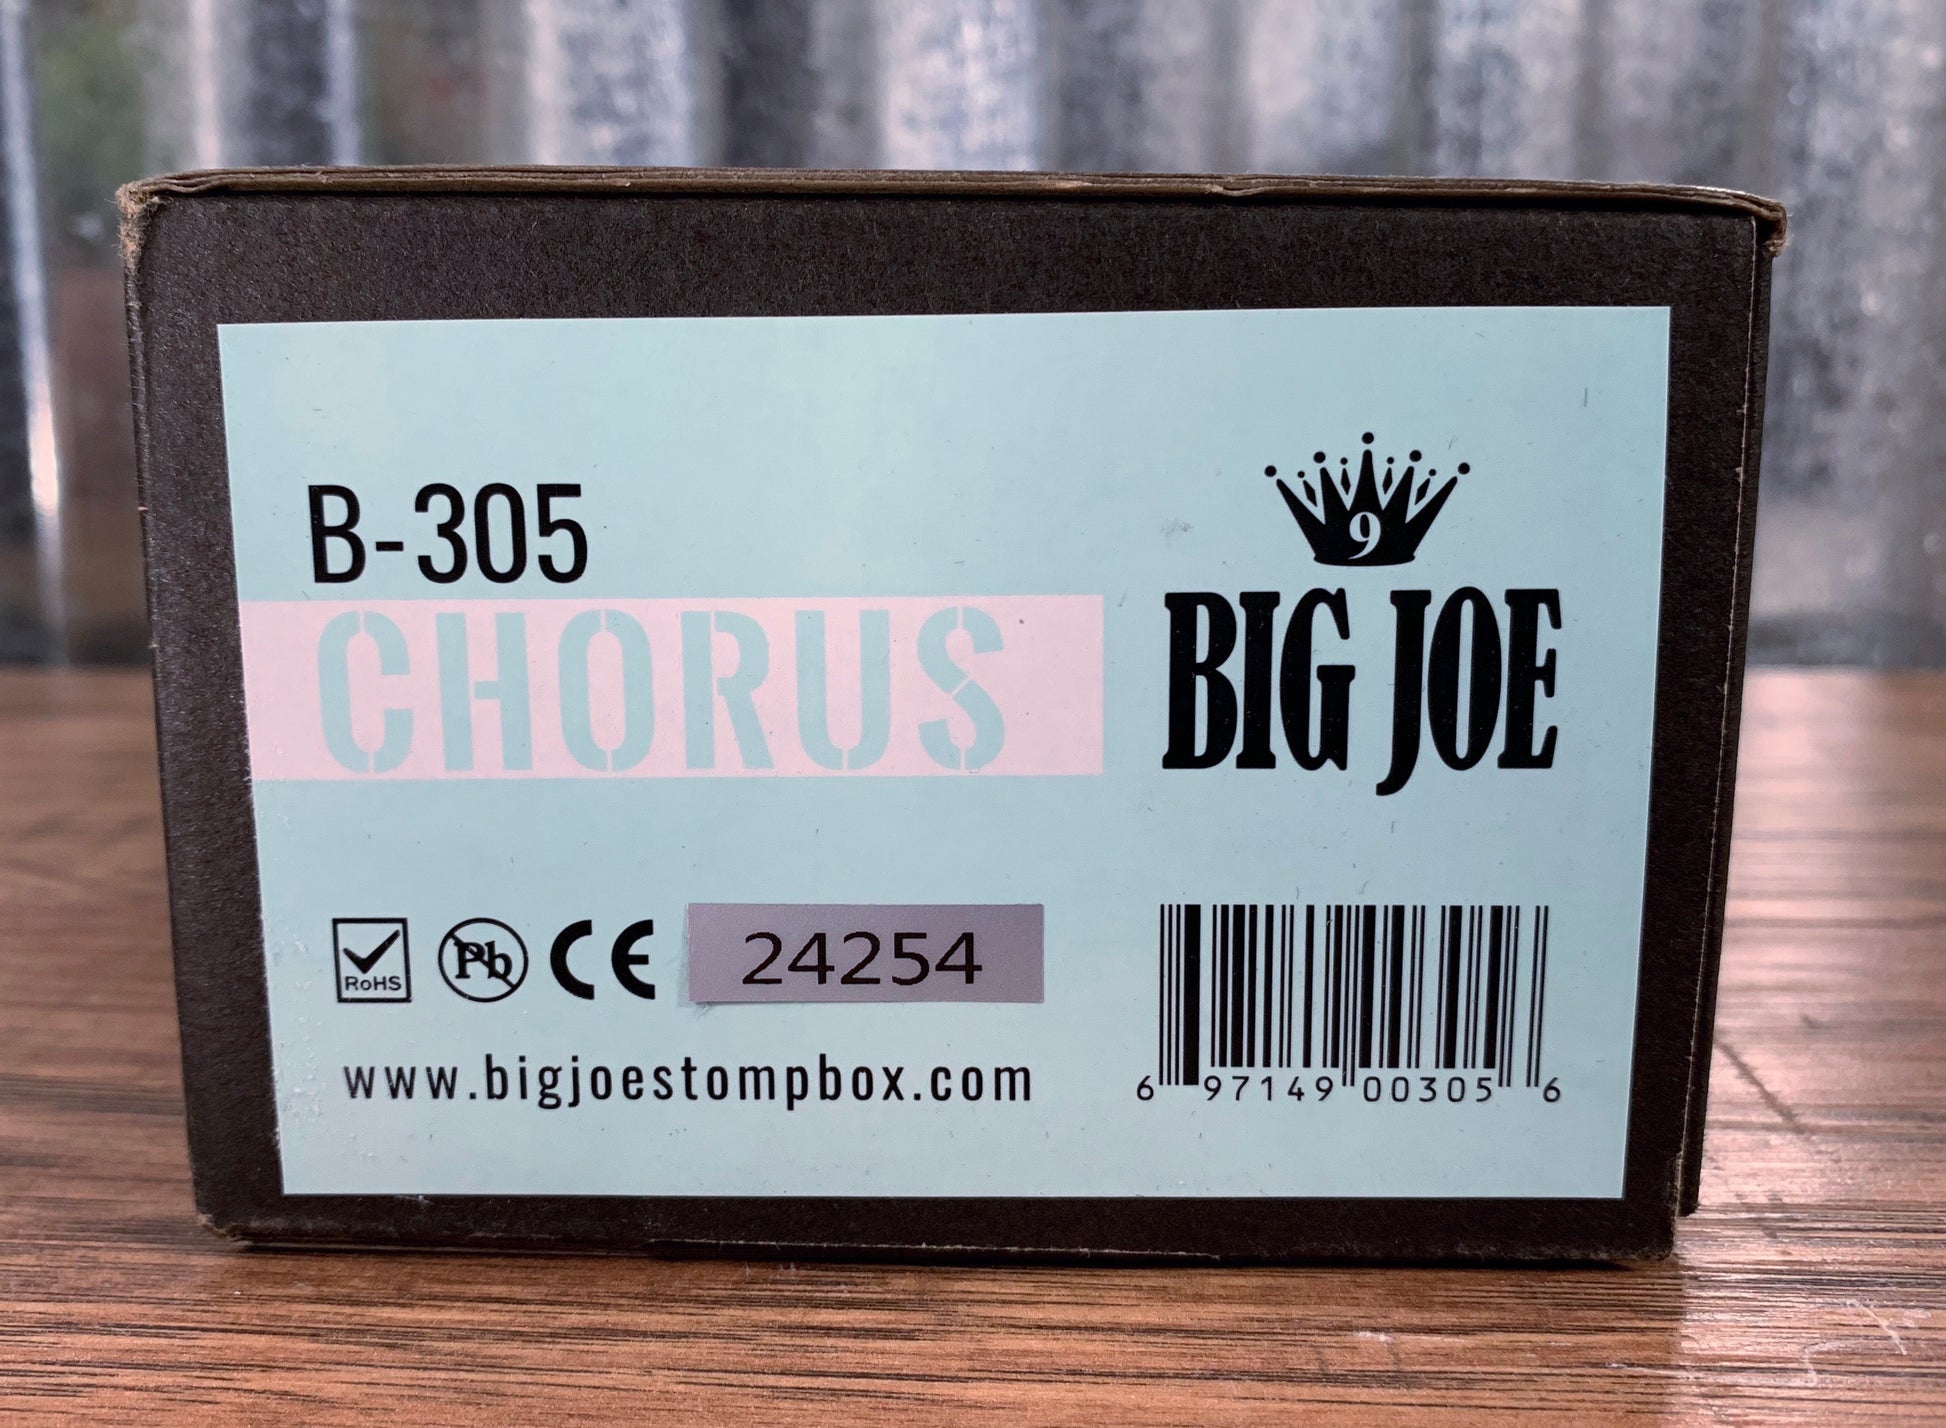 B-305
CHORUS
9
BIG JOE
RoHS
Pb
CE
24254
www.bigjoestompbox.com
6 97149 00305 6